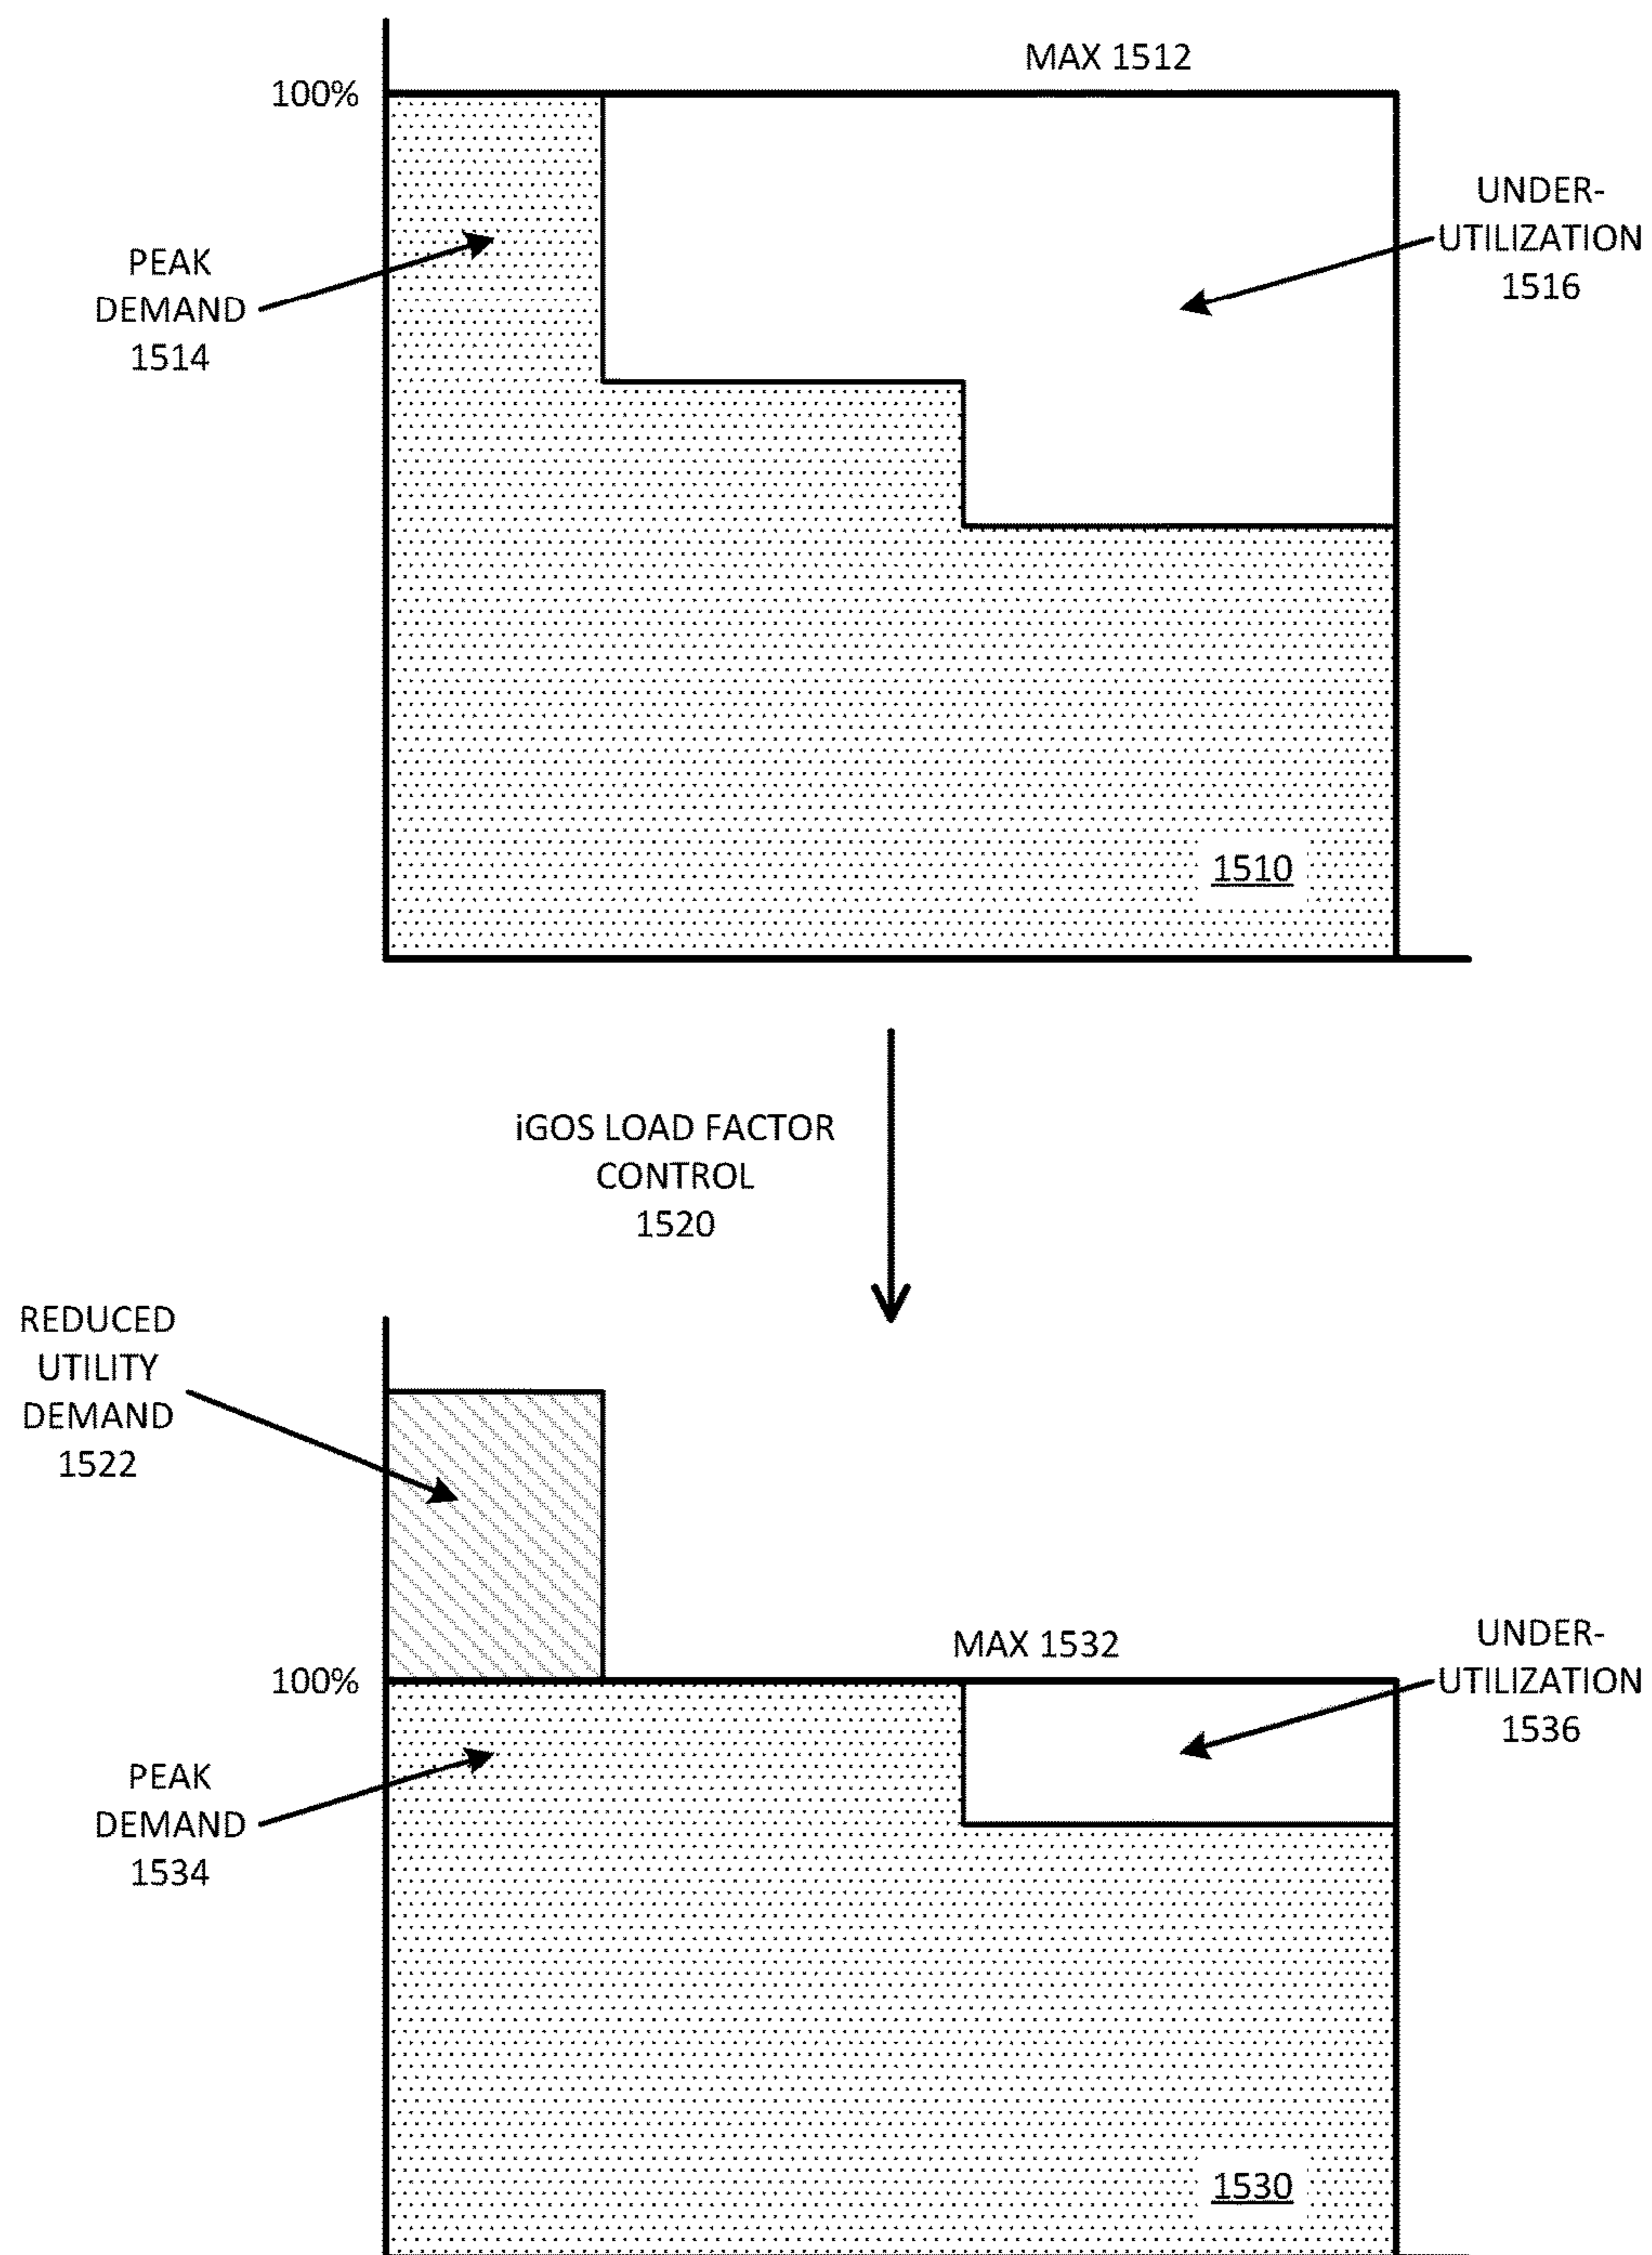 MAX 1512
100%
UNDER-
UTILIZATION
1516
PEAK
DEMAND
1514
1510
iGOS LOAD FACTOR
CONTROL
1520
REDUCED
UTILITY
DEMAND
1522
MAX 1532
100%
UNDER-
UTILIZATION
1536
PEAK
DEMAND
1534
1530